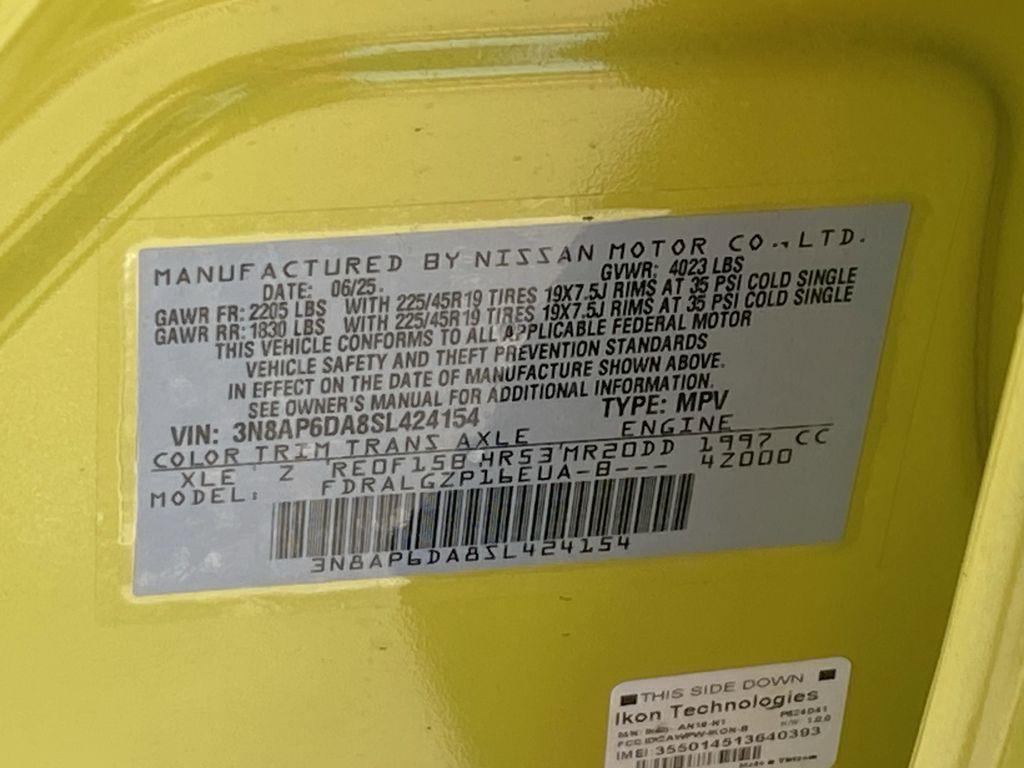 MANUFACTURED BY NISSAN MOTOR CO., LTD.
DATE: 06/25. GVWR: 4023 LBS
GAWR FR: 2205 LBS WITH 225/45R19 TIRES 19X7.5J RIMS AT 35 PSI COLD SINGLE
GAWR RR: 1830 LBS WITH 225/45R19 TIRES 19X7.5J RIMS AT 35 PSI COLD SINGLE
THIS VEHICLE CONFORMS TO ALL APPLICABLE FEDERAL MOTOR
VEHICLE SAFETY AND THEFT PREVENTION STANDARDS
IN EFFECT ON THE DATE OF MANUFACTURE SHOWN ABOVE.
SEE OWNER'S MANUAL FOR ADDITIONAL INFORMATION.
VIN: 3N8AP6DA8SL424154 TYPE: MPV
COLOR TRIM TRANS AXLE ENGINE
XLE Z RE0F15B HR53 MR20DD 1997 CC
MODEL: FDRALGZP16EUA-B--- 42000
3N8AP6DA8SL424154
THIS SIDE DOWN
Ikon Technologies
IMEI: 355014513640393